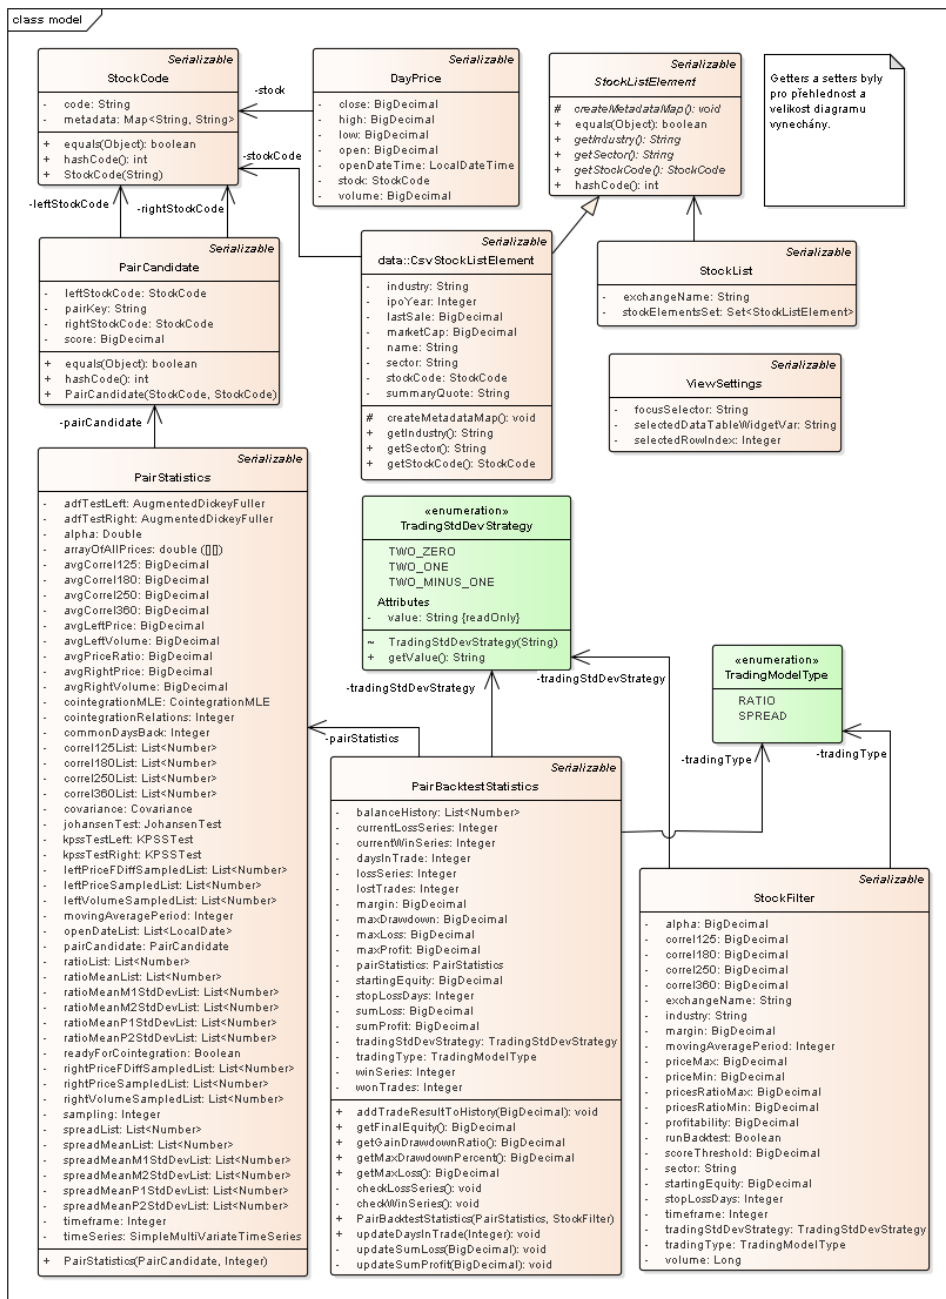 class model
Serializable
StockCode
- code: String
- metadata: Map<String, String>
+ equals(Object): boolean
+ hashCode(): int
+ StockCode(String)
-stock
-stockCode
Serializable
DayPrice
- close: BigDecimal
- high: BigDecimal
- low: BigDecimal
- open: BigDecimal
- openDateTime: LocalDateTime
- stock: StockCode
- volume: BigDecimal
Serializable
StockListElement
# createMetadataMap(): void
+ equals(Object): boolean
+ getIndustry(): String
+ getSector(): String
+ getStockCode(): StockCode
+ hashCode(): int
Getters a setters byly
pro přehlednost a
velikost diagramu
vynechány.
-leftStockCode
-rightStockCode
Serializable
PairCandidate
- leftStockCode: StockCode
- pairKey: String
- rightStockCode: StockCode
- score: BigDecimal
+ equals(Object): boolean
+ hashCode(): int
+ PairCandidate(StockCode, StockCode)
-pairCandidate
Serializable
data::CsvStockListElement
- industry: String
- ipoYear: Integer
- lastSale: BigDecimal
- marketCap: BigDecimal
- name: String
- sector: String
- stockCode: StockCode
- summaryQuote: String
# createMetadataMap(): void
+ getIndustry(): String
+ getSector(): String
+ getStockCode(): StockCode
Serializable
StockList
- exchangeName: String
- stockElementsSet: Set<StockListElement>
Serializable
ViewSettings
- focusSelector: String
- selectedDataTableWidgetVar: String
- selectedRowIndex: Integer
Serializable
PairStatistics
- adfTestLeft: AugmentedDickeyFuller
- adfTestRight: AugmentedDickeyFuller
- alpha: Double
- arrayOfAllPrices: double ([][])
- avgCorrel125: BigDecimal
- avgCorrel180: BigDecimal
- avgCorrel250: BigDecimal
- avgCorrel360: BigDecimal
- avgLeftPrice: BigDecimal
- avgLeftVolume: BigDecimal
- avgPriceRatio: BigDecimal
- avgRightPrice: BigDecimal
- avgRightVolume: BigDecimal
- cointegrationMLE: CointegrationMLE
- cointegrationRelations: Integer
- commonDaysBack: Integer
- correl125List: List<Number>
- correl180List: List<Number>
- correl250List: List<Number>
- correl360List: List<Number>
- covariance: Covariance
- johansenTest: JohansenTest
- kpssTestLeft: KPSSTest
- kpssTestRight: KPSSTest
- leftPriceFDiffSampledList: List<Number>
- leftPriceSampledList: List<Number>
- leftVolumeSampledList: List<Number>
- movingAveragePeriod: Integer
- openDateList: List<LocalDate>
- pairCandidate: PairCandidate
- ratioList: List<Number>
- ratioMeanList: List<Number>
- ratioMeanM1StdDevList: List<Number>
- ratioMeanM2StdDevList: List<Number>
- ratioMeanP1StdDevList: List<Number>
- ratioMeanP2StdDevList: List<Number>
- readyForCointegration: Boolean
- rightPriceFDiffSampledList: List<Number>
- rightPriceSampledList: List<Number>
- rightVolumeSampledList: List<Number>
- sampling: Integer
- spreadList: List<Number>
- spreadMeanList: List<Number>
- spreadMeanM1StdDevList: List<Number>
- spreadMeanM2StdDevList: List<Number>
- spreadMeanP1StdDevList: List<Number>
- spreadMeanP2StdDevList: List<Number>
- timeframe: Integer
- timeSeries: SimpleMultiVariateTimeSeries
+ PairStatistics(PairCandidate, Integer)
«enumeration»
TradingStdDevStrategy
TWO_ZERO
TWO_ONE
TWO_MINUS_ONE
Attributes
- value: String {readOnly}
~ TradingStdDevStrategy(String)
+ getValue(): String
-tradingStdDevStrategy
-tradingStdDevStrategy
-pairStatistics
«enumeration»
TradingModelType
RATIO
SPREAD
-tradingType
-tradingType
Serializable
PairBacktestStatistics
- balanceHistory: List<Number>
- currentLossSeries: Integer
- currentWinSeries: Integer
- daysInTrade: Integer
- lossSeries: Integer
- lostTrades: Integer
- margin: BigDecimal
- maxDrawdown: BigDecimal
- maxLoss: BigDecimal
- maxProfit: BigDecimal
- pairStatistics: PairStatistics
- startingEquity: BigDecimal
- stopLossDays: Integer
- sumLoss: BigDecimal
- sumProfit: BigDecimal
- tradingStdDevStrategy: TradingStdDevStrategy
- tradingType: TradingModelType
- winSeries: Integer
- wonTrades: Integer
+ addTradeResultToHistory(BigDecimal): void
+ getFinalEquity(): BigDecimal
+ getGainDrawdownRatio(): BigDecimal
+ getMaxDrawdownPercent(): BigDecimal
+ getMaxLoss(): BigDecimal
- checkLossSeries(): void
- checkWinSeries(): void
+ PairBacktestStatistics(PairStatistics, StockFilter)
+ updateDaysInTrade(Integer): void
- updateSumLoss(BigDecimal): void
- updateSumProfit(BigDecimal): void
Serializable
StockFilter
- alpha: BigDecimal
- correl125: BigDecimal
- correl180: BigDecimal
- correl250: BigDecimal
- correl360: BigDecimal
- exchangeName: String
- industry: String
- margin: BigDecimal
- movingAveragePeriod: Integer
- priceMax: BigDecimal
- priceMin: BigDecimal
- pricesRatioMax: BigDecimal
- pricesRatioMin: BigDecimal
- profitability: BigDecimal
- runBacktest: Boolean
- scoreThreshold: BigDecimal
- sector: String
- startingEquity: BigDecimal
- stopLossDays: Integer
- timeframe: Integer
- tradingStdDevStrategy: TradingStdDevStrategy
- tradingType: TradingModelType
- volume: Long